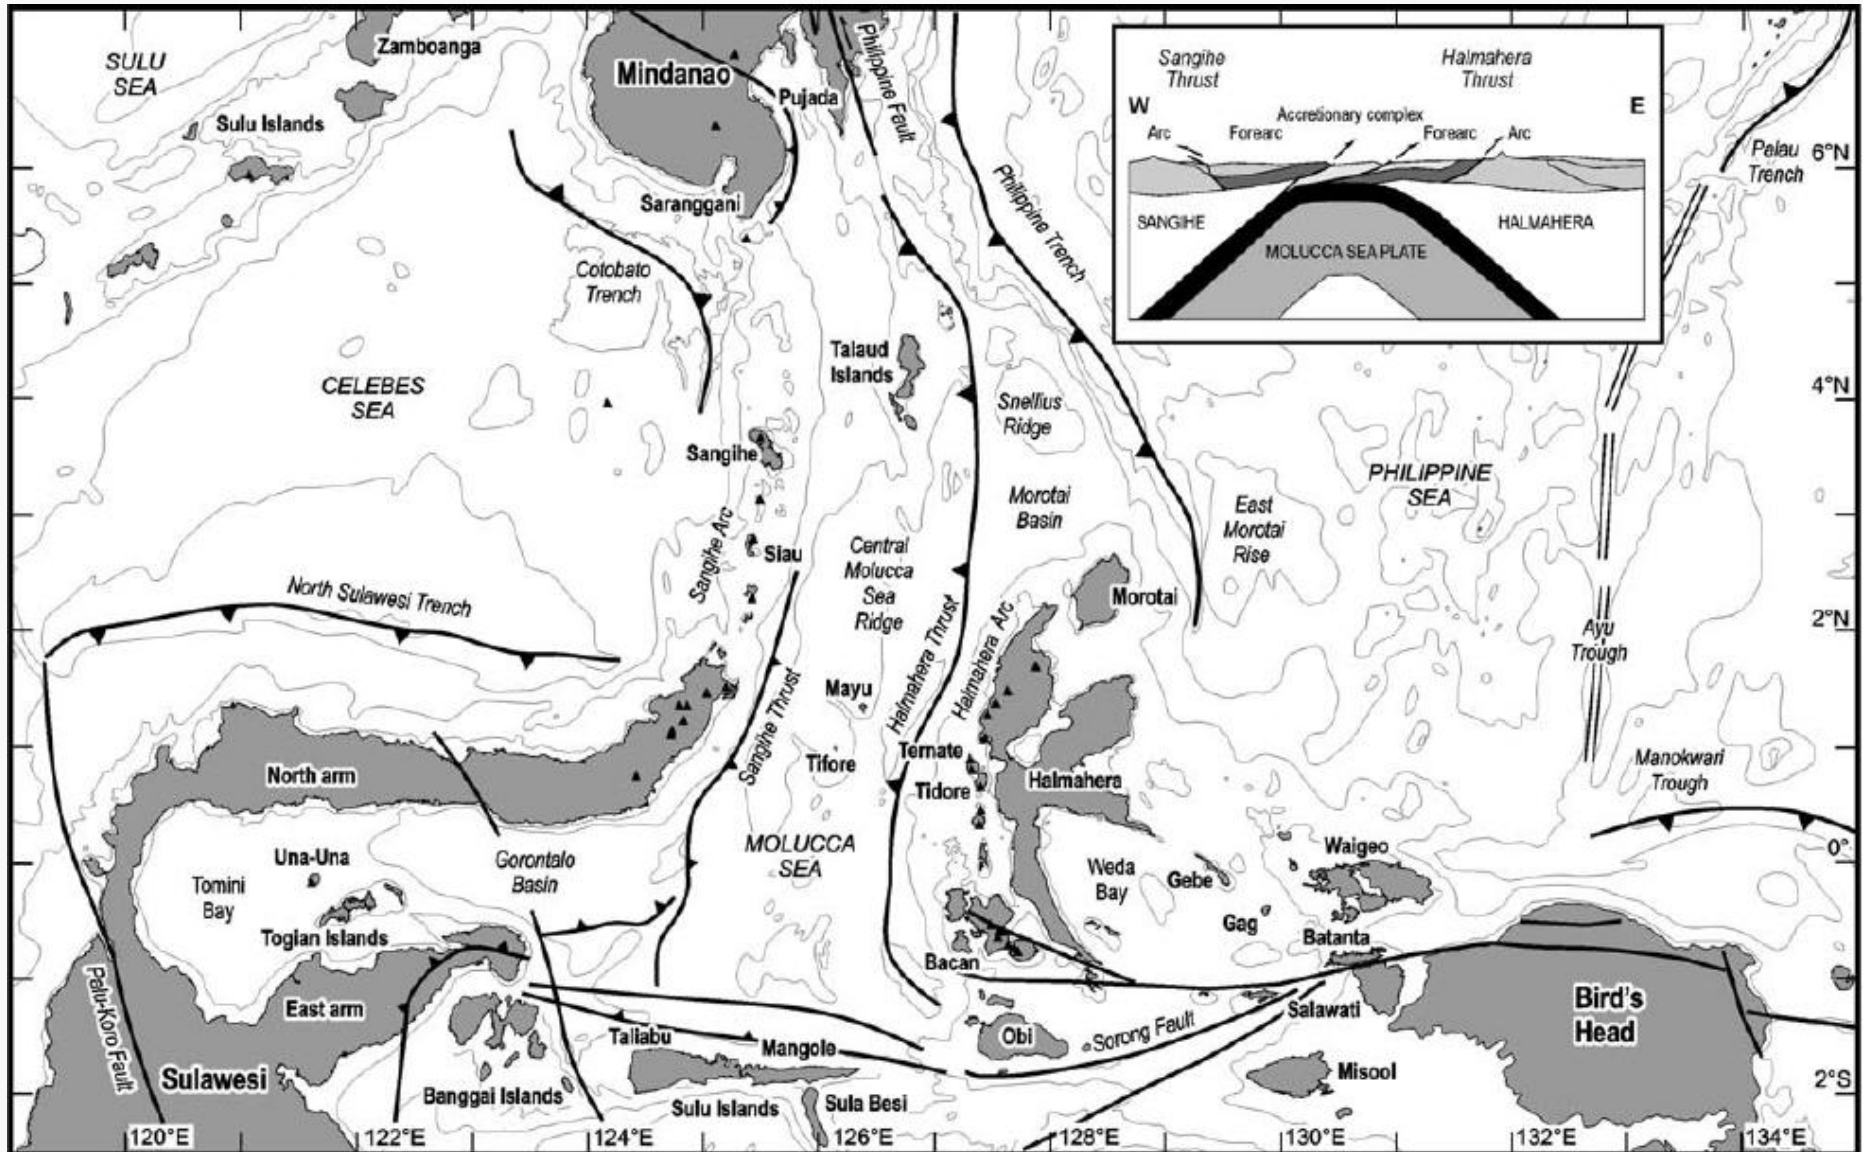 SULU
SEA
Zamboanga
Sulu Islands
Mindanao
Pujada
Philippine Fault
Saranggani
Philippine Trench
Cotobato
Trench
CELEBES
SEA
Talaud
Islands
Snellius
Ridge
Sangihe
Morotai
Basin
Sangihe Arc
Siau
Central
Molucca
Sea
Ridge
East
Morotai
Rise
PHILIPPINE
SEA
Morotai
North Sulawesi Trench
Halmahera Thrust
Halmahera Arc
Sangihe Thrust
Mayu
Tifore
Ternate
Tidore
Halmahera
Ayu
Trough
Manokwari
Trough
North arm
MOLUCCA
SEA
Una-Una
Gorontalo
Basin
Tomini
Bay
Togian Islands
Weda
Bay
Gebe
Waigeo
Gag
Batanta
Bacan
East arm
Palu-Koro Fault
Sulawesi
Taliabu
Mangole
Obi
Sorong Fault
Salawati
Bird's
Head
Misool
Banggai Islands
Sulu Islands
Sula Besi
Sangihe
Thrust
Halmahera
Thrust
W
E
Accretionary complex
Arc
Forearc
Forearc
Arc
SANGIHE
HALMAHERA
MOLUCCA SEA PLATE
Palau
Trench
6°N
4°N
2°N
0°
2°S
120°E
122°E
124°E
126°E
128°E
130°E
132°E
134°E